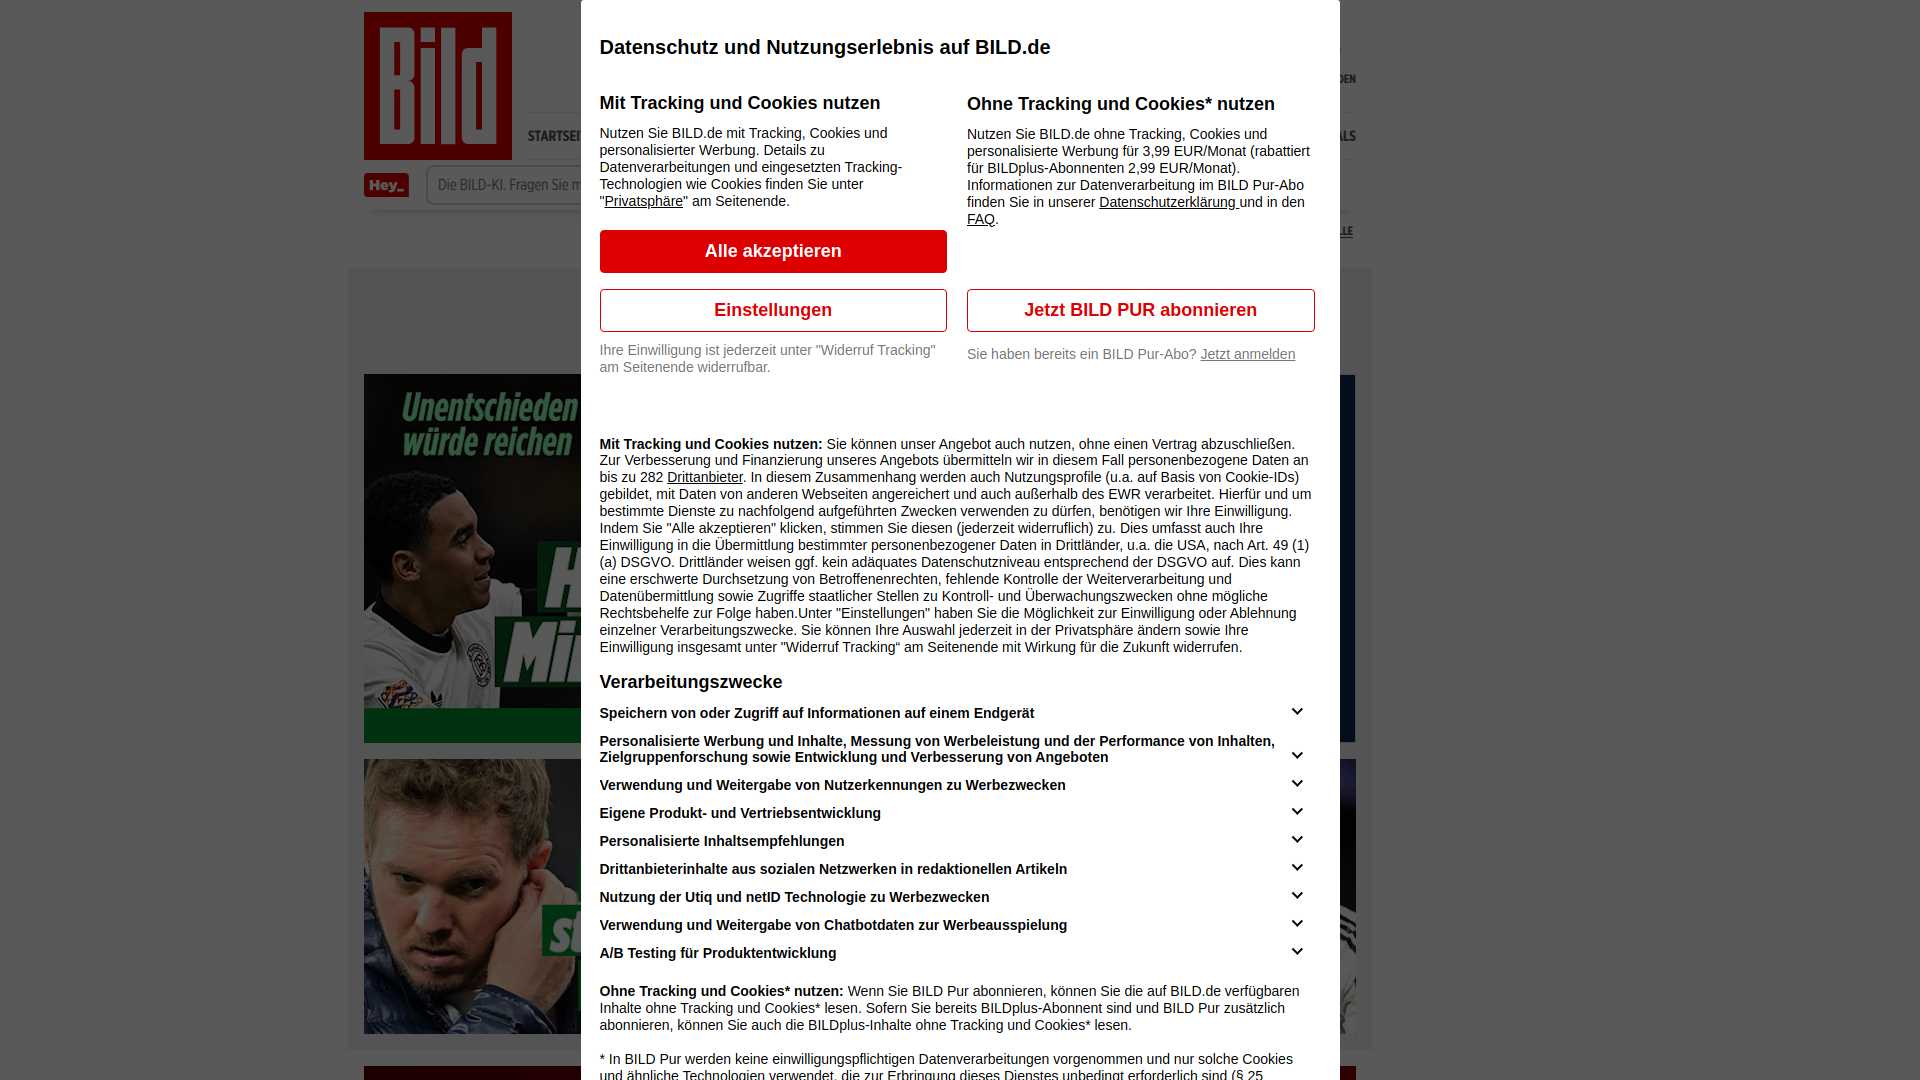 Bild
DEN
STARTSEI
ALS
Hey_
Die BILD-KI. Fragen Sie m
LLE
Unentschieden
würde reichen
H
Mi
st
Datenschutz und Nutzungserlebnis auf BILD.de
Mit Tracking und Cookies nutzen
Nutzen Sie BILD.de mit Tracking, Cookies und
personalisierter Werbung. Details zu
Datenverarbeitungen und eingesetzten Tracking-
Technologien wie Cookies finden Sie unter
"Privatsphäre" am Seitenende.
Alle akzeptieren
Einstellungen
Ihre Einwilligung ist jederzeit unter "Widerruf Tracking"
am Seitenende widerrufbar.
Ohne Tracking und Cookies* nutzen
Nutzen Sie BILD.de ohne Tracking, Cookies und
personalisierte Werbung für 3,99 EUR/Monat (rabattiert
für BILDplus-Abonnenten 2,99 EUR/Monat).
Informationen zur Datenverarbeitung im BILD Pur-Abo
finden Sie in unserer Datenschutzerklärung und in den
FAQ.
Jetzt BILD PUR abonnieren
Sie haben bereits ein BILD Pur-Abo? Jetzt anmelden
Mit Tracking und Cookies nutzen: Sie können unser Angebot auch nutzen, ohne einen Vertrag abzuschließen.
Zur Verbesserung und Finanzierung unseres Angebots übermitteln wir in diesem Fall personenbezogene Daten an
bis zu 282 Drittanbieter. In diesem Zusammenhang werden auch Nutzungsprofile (u.a. auf Basis von Cookie-IDs)
gebildet, mit Daten von anderen Webseiten angereichert und auch außerhalb des EWR verarbeitet. Hierfür und um
bestimmte Dienste zu nachfolgend aufgeführten Zwecken verwenden zu dürfen, benötigen wir Ihre Einwilligung.
Indem Sie "Alle akzeptieren" klicken, stimmen Sie diesen (jederzeit widerruflich) zu. Dies umfasst auch Ihre
Einwilligung in die Übermittlung bestimmter personenbezogener Daten in Drittländer, u.a. die USA, nach Art. 49 (1)
(a) DSGVO. Drittländer weisen ggf. kein adäquates Datenschutzniveau entsprechend der DSGVO auf. Dies kann
eine erschwerte Durchsetzung von Betroffenenrechten, fehlende Kontrolle der Weiterverarbeitung und
Datenübermittlung sowie Zugriffe staatlicher Stellen zu Kontroll- und Überwachungszwecken ohne mögliche
Rechtsbehelfe zur Folge haben.Unter "Einstellungen" haben Sie die Möglichkeit zur Einwilligung oder Ablehnung
einzelner Verarbeitungszwecke. Sie können Ihre Auswahl jederzeit in der Privatsphäre ändern sowie Ihre
Einwilligung insgesamt unter "Widerruf Tracking“ am Seitenende mit Wirkung für die Zukunft widerrufen.
Verarbeitungszwecke
Speichern von oder Zugriff auf Informationen auf einem Endgerät
Personalisierte Werbung und Inhalte, Messung von Werbeleistung und der Performance von Inhalten,
Zielgruppenforschung sowie Entwicklung und Verbesserung von Angeboten
Verwendung und Weitergabe von Nutzerkennungen zu Werbezwecken
Eigene Produkt- und Vertriebsentwicklung
Personalisierte Inhaltsempfehlungen
Drittanbieterinhalte aus sozialen Netzwerken in redaktionellen Artikeln
Nutzung der Utiq und netID Technologie zu Werbezwecken
Verwendung und Weitergabe von Chatbotdaten zur Werbeausspielung
A/B Testing für Produktentwicklung
Ohne Tracking und Cookies* nutzen: Wenn Sie BILD Pur abonnieren, können Sie die auf BILD.de verfügbaren
Inhalte ohne Tracking und Cookies* lesen. Sofern Sie bereits BILDplus-Abonnent sind und BILD Pur zusätzlich
abonnieren, können Sie auch die BILDplus-Inhalte ohne Tracking und Cookies* lesen.
* In BILD Pur werden keine einwilligungspflichtigen Datenverarbeitungen vorgenommen und nur solche Cookies
und ähnliche Technologien verwendet, die zur Erbringung dieses Dienstes unbedingt erforderlich sind (§ 25